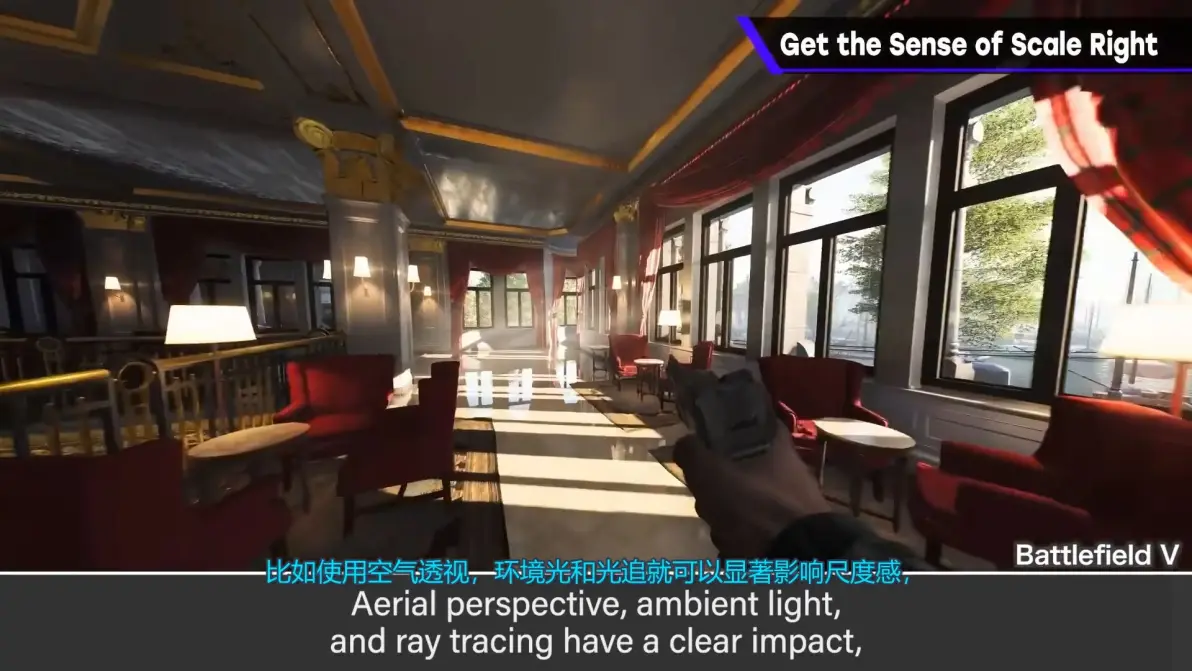 Get the Sense of Scale Right
Battlefield V
比如使用空气透视，环境光和光追就可以显著影响尺度感，
Aerial perspective, ambient light,
and ray tracing have a clear impact,